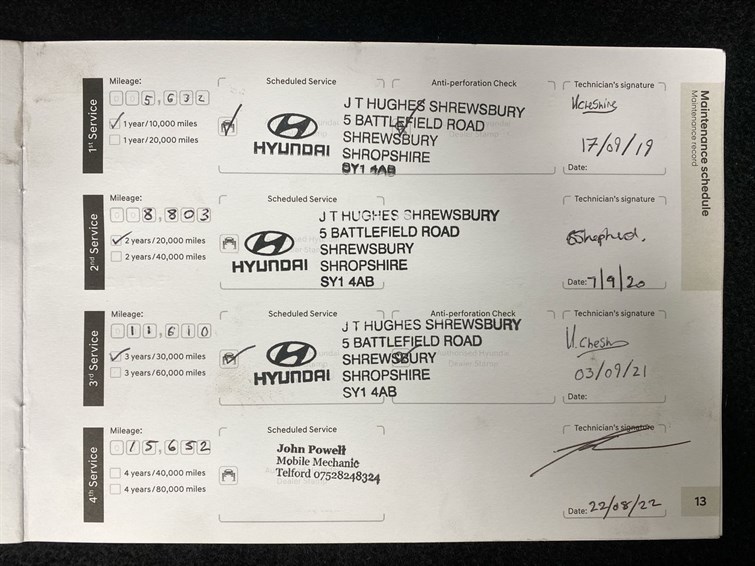 Maintenance schedule
Maintenance record
1st Service
Mileage:
5,632
1 year/10,000 miles
1 year/20,000 miles
Scheduled Service
Anti-perforation Check
HYUNDAI
J T HUGHES SHREWSBURY
5 BATTLEFIELD ROAD
SHREWSBURY
SHROPSHIRE
SY1 4AB
Technician's signature
V.Cheshire
17/09/19
Date:
2nd Service
Mileage:
8,803
2 years/20,000 miles
2 years/40,000 miles
Scheduled Service
HYUNDAI
J T HUGHES SHREWSBURY
5 BATTLEFIELD ROAD
SHREWSBURY
SHROPSHIRE
SY1 4AB
Technician's signature
Date: 7/9/20
3rd Service
Mileage:
11,610
3 years/30,000 miles
3 years/60,000 miles
Scheduled Service
Anti-perforation Check
HYUNDAI
J T HUGHES SHREWSBURY
5 BATTLEFIELD ROAD
SHREWSBURY
SHROPSHIRE
SY1 4AB
Technician's signature
03/09/21
Date:
4th Service
Mileage:
15,652
4 years/40,000 miles
4 years/80,000 miles
Scheduled Service
John Powell
Mobile Mechanic
Telford 07528248324
Technician's signature
Date: 22/08/22
13